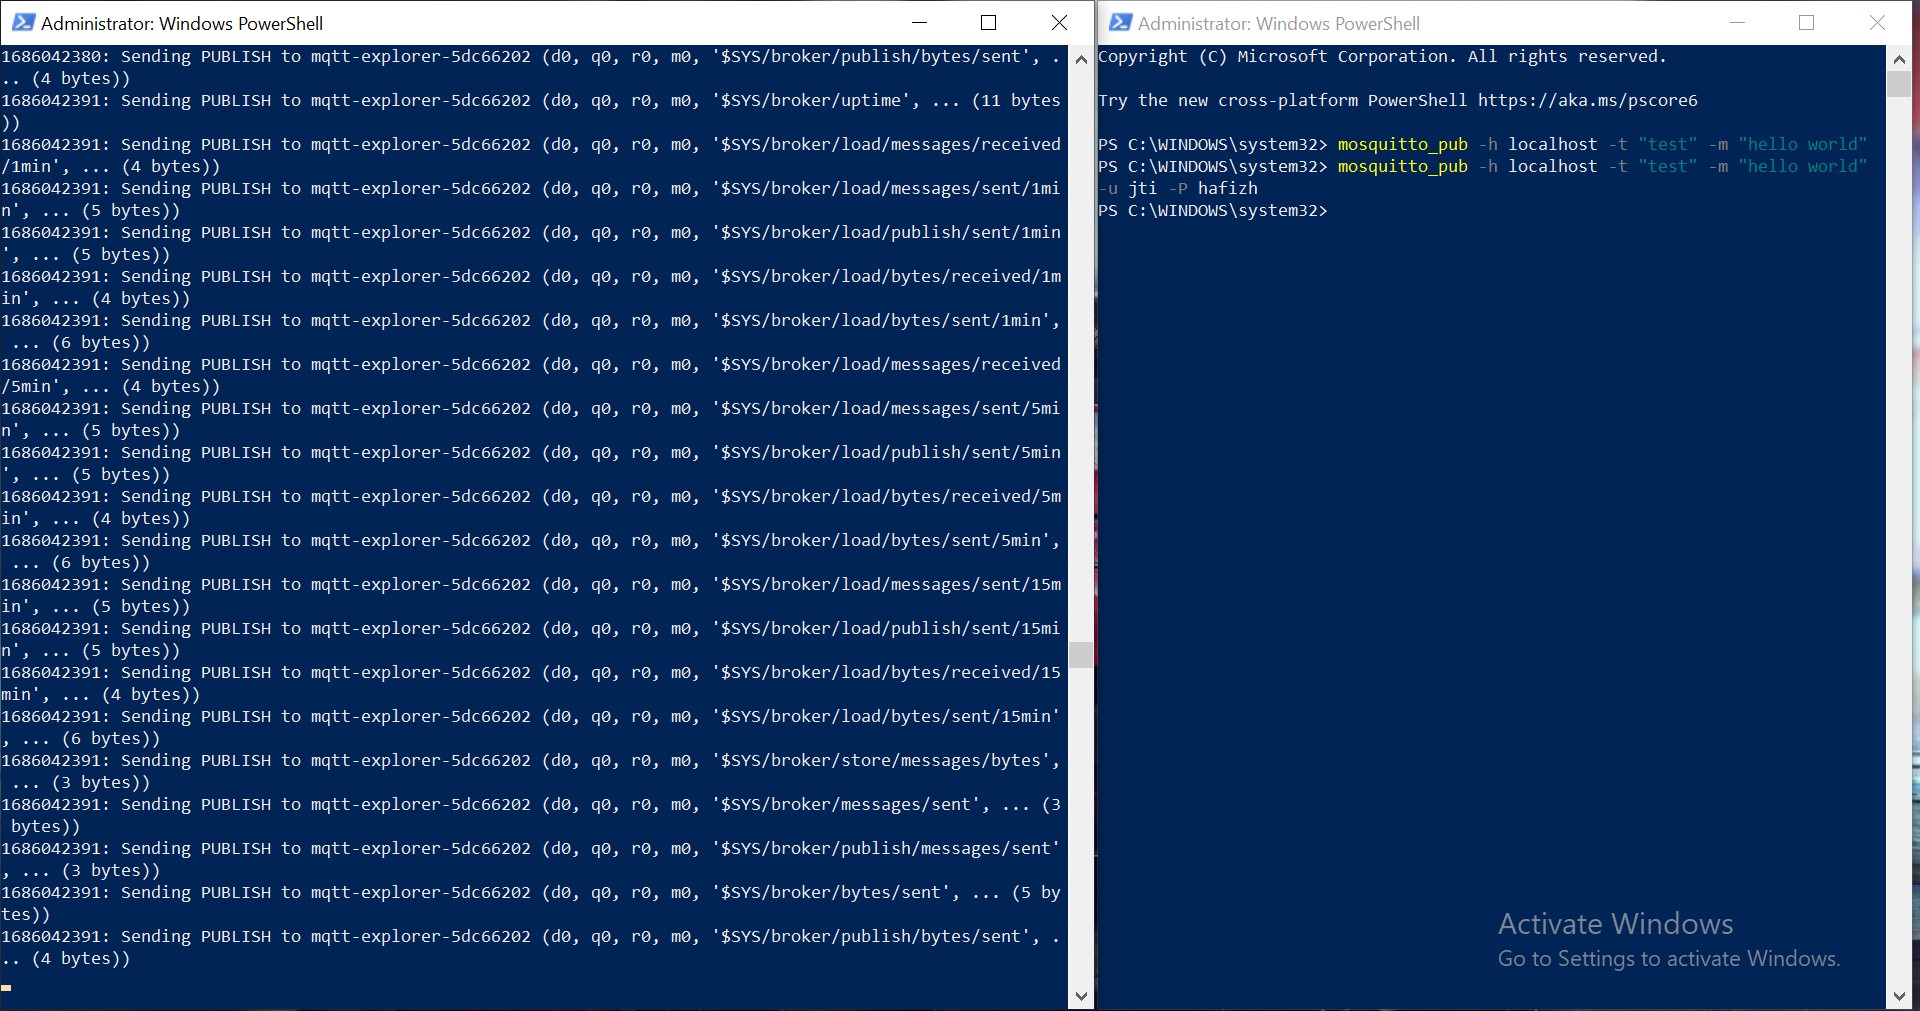 Administrator: Windows PowerShell
1686042380: Sending PUBLISH to mqtt-explorer-5dc66202 (d0, q0, r0, m0, '$SYS/broker/publish/bytes/sent', .
.. (4 bytes))
1686042391: Sending PUBLISH to mqtt-explorer-5dc66202 (d0, q0, r0, m0, '$SYS/broker/uptime', ... (11 bytes
))
1686042391: Sending PUBLISH to mqtt-explorer-5dc66202 (d0, q0, r0, m0, '$SYS/broker/load/messages/received
/1min', ... (4 bytes))
1686042391: Sending PUBLISH to mqtt-explorer-5dc66202 (d0, q0, r0, m0, '$SYS/broker/load/messages/sent/1mi
n', ... (5 bytes))
1686042391: Sending PUBLISH to mqtt-explorer-5dc66202 (d0, q0, r0, m0, '$SYS/broker/load/publish/sent/1min
', ... (5 bytes))
1686042391: Sending PUBLISH to mqtt-explorer-5dc66202 (d0, q0, r0, m0, '$SYS/broker/load/bytes/received/1m
in', ... (4 bytes))
1686042391: Sending PUBLISH to mqtt-explorer-5dc66202 (d0, q0, r0, m0, '$SYS/broker/load/bytes/sent/1min',
 ... (6 bytes))
1686042391: Sending PUBLISH to mqtt-explorer-5dc66202 (d0, q0, r0, m0, '$SYS/broker/load/messages/received
/5min', ... (4 bytes))
1686042391: Sending PUBLISH to mqtt-explorer-5dc66202 (d0, q0, r0, m0, '$SYS/broker/load/messages/sent/5mi
n', ... (5 bytes))
1686042391: Sending PUBLISH to mqtt-explorer-5dc66202 (d0, q0, r0, m0, '$SYS/broker/load/publish/sent/5min
', ... (5 bytes))
1686042391: Sending PUBLISH to mqtt-explorer-5dc66202 (d0, q0, r0, m0, '$SYS/broker/load/bytes/received/5m
in', ... (4 bytes))
1686042391: Sending PUBLISH to mqtt-explorer-5dc66202 (d0, q0, r0, m0, '$SYS/broker/load/bytes/sent/5min',
 ... (6 bytes))
1686042391: Sending PUBLISH to mqtt-explorer-5dc66202 (d0, q0, r0, m0, '$SYS/broker/load/messages/sent/15m
in', ... (5 bytes))
1686042391: Sending PUBLISH to mqtt-explorer-5dc66202 (d0, q0, r0, m0, '$SYS/broker/load/publish/sent/15mi
n', ... (5 bytes))
1686042391: Sending PUBLISH to mqtt-explorer-5dc66202 (d0, q0, r0, m0, '$SYS/broker/load/bytes/received/15
min', ... (4 bytes))
1686042391: Sending PUBLISH to mqtt-explorer-5dc66202 (d0, q0, r0, m0, '$SYS/broker/load/bytes/sent/15min'
, ... (6 bytes))
1686042391: Sending PUBLISH to mqtt-explorer-5dc66202 (d0, q0, r0, m0, '$SYS/broker/store/messages/bytes',
 ... (3 bytes))
1686042391: Sending PUBLISH to mqtt-explorer-5dc66202 (d0, q0, r0, m0, '$SYS/broker/messages/sent', ... (3
 bytes))
1686042391: Sending PUBLISH to mqtt-explorer-5dc66202 (d0, q0, r0, m0, '$SYS/broker/publish/messages/sent'
, ... (3 bytes))
1686042391: Sending PUBLISH to mqtt-explorer-5dc66202 (d0, q0, r0, m0, '$SYS/broker/bytes/sent', ... (5 by
tes))
1686042391: Sending PUBLISH to mqtt-explorer-5dc66202 (d0, q0, r0, m0, '$SYS/broker/publish/bytes/sent', .
.. (4 bytes))
Administrator: Windows PowerShell
Copyright (C) Microsoft Corporation. All rights reserved.
Try the new cross-platform PowerShell https://aka.ms/pscore6
PS C:\WINDOWS\system32> mosquitto_pub -h localhost -t "test" -m "hello world"
PS C:\WINDOWS\system32> mosquitto_pub -h localhost -t "test" -m "hello world"
-u jti -P hafizh
PS C:\WINDOWS\system32>
Activate Windows
Go to Settings to activate Windows.